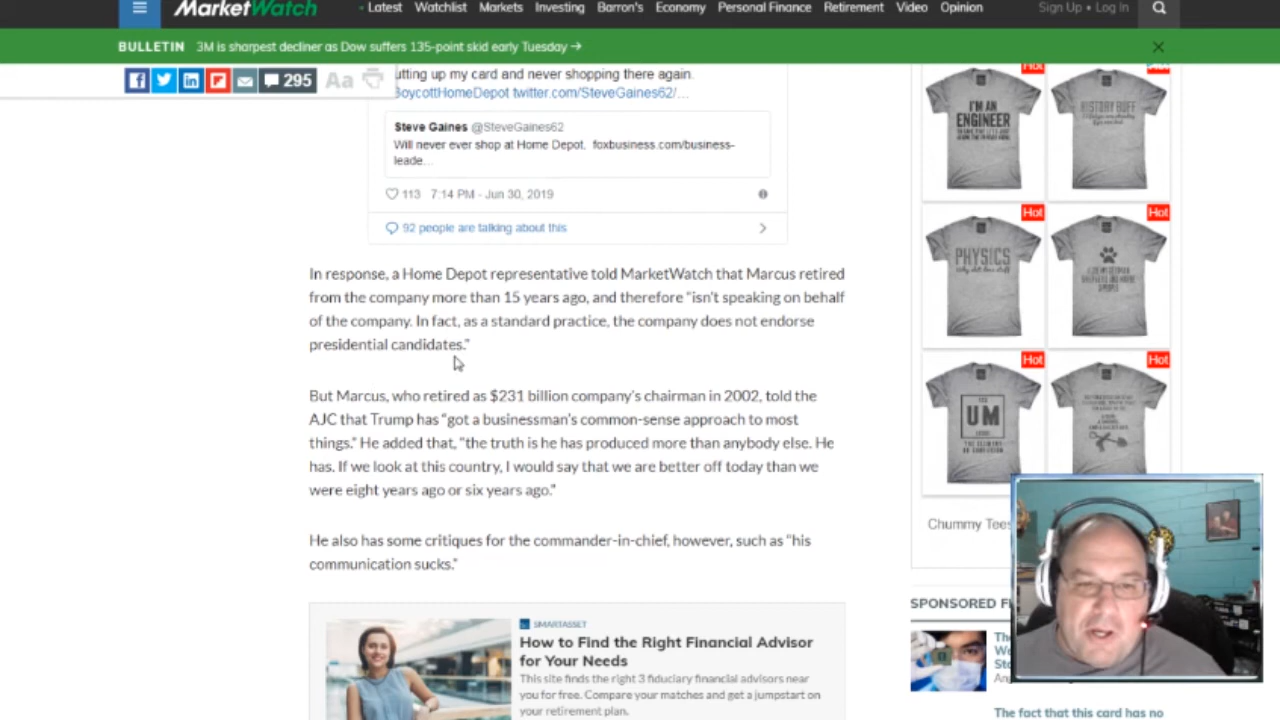 MarketWatch
Latest Watchlist Markets Investing Barron's Economy Personal Finance Retirement Video Opinion
Sign Up • Log In
BULLETIN 3M is sharpest decliner as Dow suffers 135-point skid early Tuesday →
295
Aa
utting up my card and never shopping there again.
BoycottHomeDepot twitter.com/SteveGaines62/…
Steve Gaines @SteveGaines62
Will never ever shop at Home Depot. foxbusiness.com/business-
leade…
113 7:14 PM - Jun 30, 2019
92 people are talking about this
In response, a Home Depot representative told MarketWatch that Marcus retired
from the company more than 15 years ago, and therefore “isn't speaking on behalf
of the company. In fact, as a standard practice, the company does not endorse
presidential candidates.”
But Marcus, who retired as $231 billion company's chairman in 2002, told the
AJC that Trump has “got a businessman's common-sense approach to most
things.” He added that, “the truth is he has produced more than anybody else. He
has. If we look at this country, I would say that we are better off today than we
were eight years ago or six years ago.”
He also has some critiques for the commander-in-chief, however, such as “his
communication sucks.”
SMARTASSET
How to Find the Right Financial Advisor
for Your Needs
This site finds the right 3 fiduciary financial advisors near
you for free. Compare your matches and get a jumpstart on
your retirement plan.
Hot
I'M AN
ENGINEER
HISTORY BUFF
Hot
Hot
PHYSICS
Hot
Hot
UM
Chummy Tees
SPONSORED
The fact that this card has no